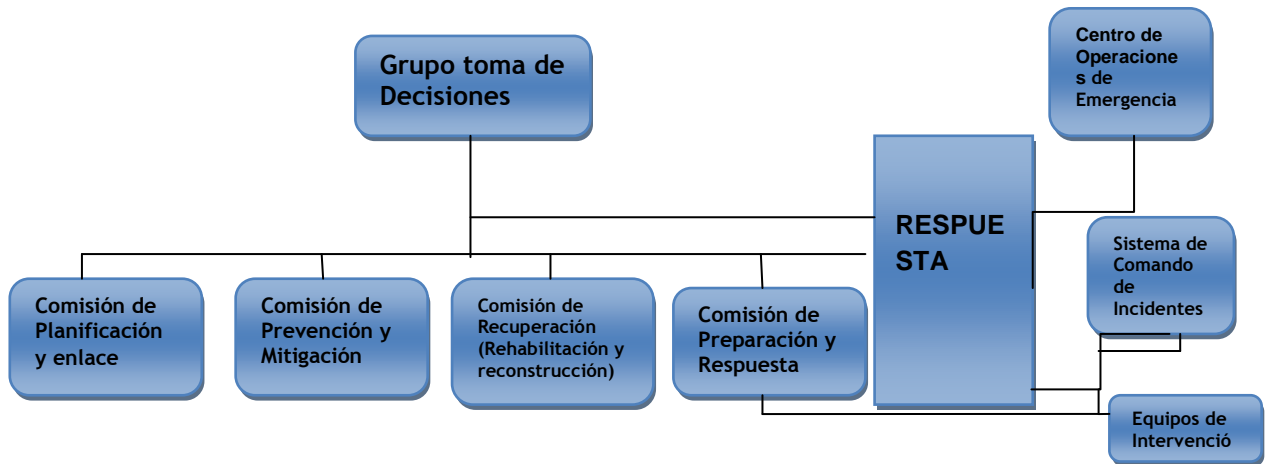 Grupo toma de
Decisiones
Centro de
Operacione
s de
Emergencia
RESPUE
STA
Sistema de
Comando
de
Incidentes
Comisión de
Planificación
y enlace
Comisión de
Prevención y
Mitigación
Comisión de
Recuperación
(Rehabilitación y
reconstrucción)
Comisión de
Preparación y
Respuesta
Equipos de
Intervenció